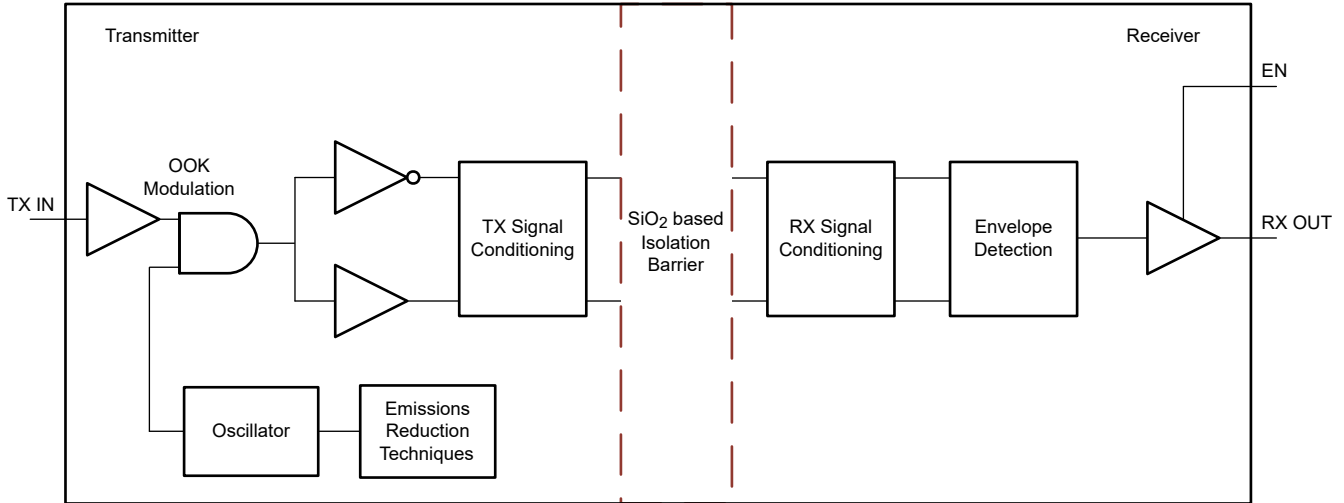 Transmitter
Receiver
EN
OOK
Modulation
TX IN
TX Signal
Conditioning
SiO2 based
Isolation
Barrier
RX Signal
Conditioning
Envelope
Detection
RX OUT
Oscillator
Emissions
Reduction
Techniques